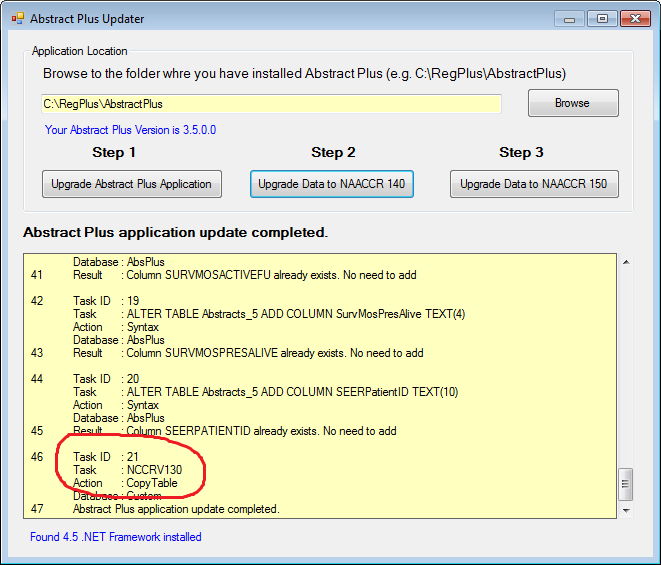 Abstract Plus Updater
Application Location
Browse to the folder whre you have installed Abstract Plus (e.g. C:\RegPlus\AbstractPlus)
C:\RegPlus\AbstractPlus
Browse
Your Abstract Plus Version is 3.5.0.0
Step 1 Step 2 Step 3
Upgrade Abstract Plus Application Upgrade Data to NAACCR 140 Upgrade Data to NAACCR 150
Abstract Plus application update completed.
Database : AbsPlus
41 Result : Column SURVMOSACTIVEFU already exists. No need to add
42 Task ID : 19
Task : ALTER TABLE Abstracts_5 ADD COLUMN SurvMosPresAlive TEXT(4)
Action : Syntax
Database : AbsPlus
43 Result : Column SURVMOSPRESALIVE already exists. No need to add
44 Task ID : 20
Task : ALTER TABLE Abstracts_5 ADD COLUMN SEERPatientID TEXT(10)
Action : Syntax
Database : AbsPlus
45 Result : Column SEERPATIENTID already exists. No need to add
46 Task ID : 21
Task : NCCRV130
Action : CopyTable
Database : Custom
47 Abstract Plus application update completed.
Found 4.5 .NET Framework installed